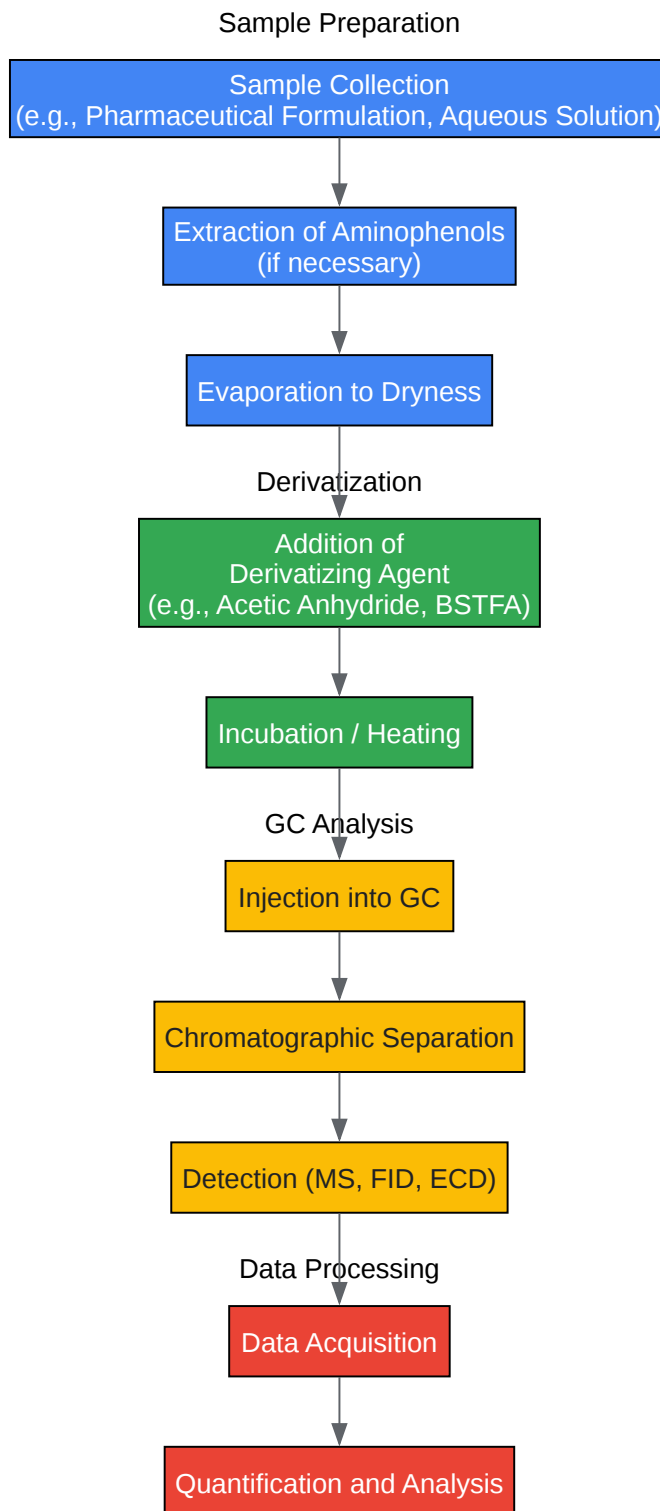 Sample Preparation
Sample Collection
(e.g., Pharmaceutical Formulation, Aqueous Solution)
Extraction of Aminophenols
(if necessary)
Evaporation to Dryness
Derivatization
Addition of
Derivatizing Agent
(e.g., Acetic Anhydride, BSTFA)
Incubation / Heating
GC Analysis
Injection into GC
Chromatographic Separation
Detection (MS, FID, ECD)
Data Processing
Data Acquisition
Quantification and Analysis